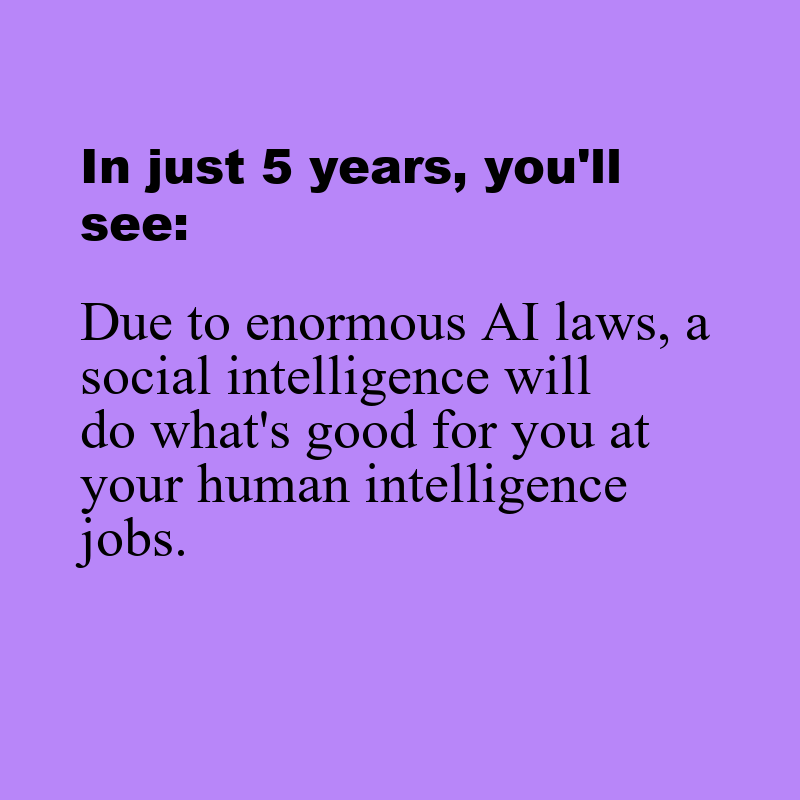 In just 5 years, you'll
see:
Due to enormous AI laws, a
social intelligence will
do what's good for you at
your human intelligence
jobs.